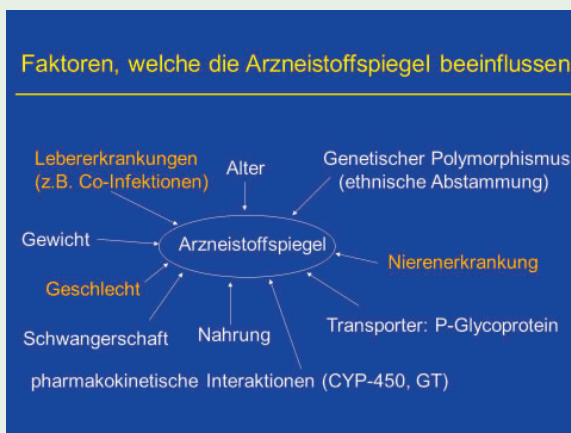 Faktoren, welche die Arzneistoffspiegel beeinflussen
Lebererkrankungen
(z.B. Co-Infektionen)
Alter
Genetischer Polymorphismus
(ethnische Abstammung)
Gewicht
Arzneistoffspiegel
Nierenerkrankung
Geschlecht
Schwangerschaft
Nahrung
Transporter: P-Glycoprotein
pharmakokinetische Interaktionen (CYP-450, GT)